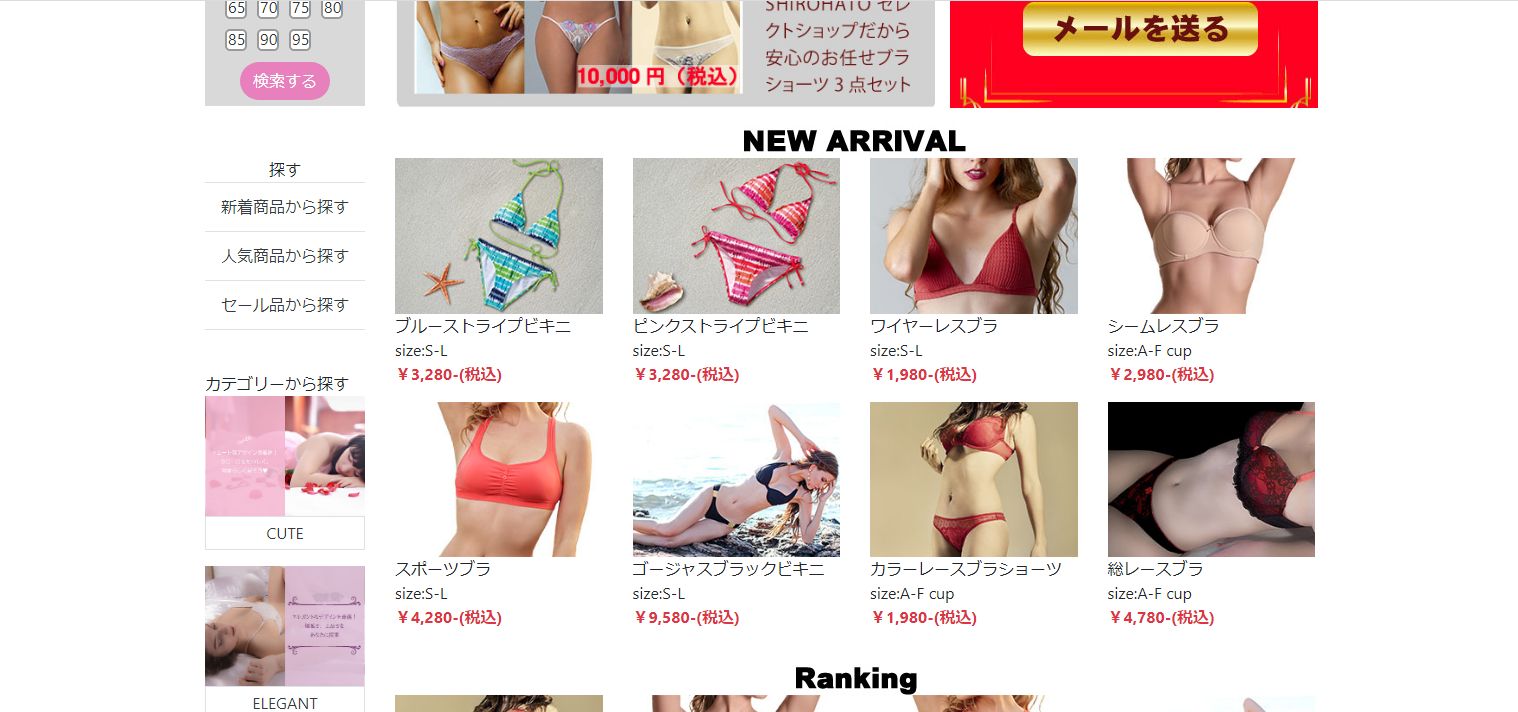 65 70 75 80
85 90 95
検索する
10,000 円（税込）
SHIROHATO セレ
クトショップだから
安心のお任せブラ
ショーツ 3 点セット
メールを送る
探す
新着商品から探す
人気商品から探す
セール品から探す
カテゴリーから探す
CUTE
ELEGANT
NEW ARRIVAL
ブルーストライプビキニ
size:S-L
￥3,280-(税込)
ピンクストライプビキニ
size:S-L
￥3,280-(税込)
ワイヤーレスブラ
size:S-L
￥1,980-(税込)
シームレスブラ
size:A-F cup
￥2,980-(税込)
スポーツブラ
size:S-L
￥4,280-(税込)
ゴージャスブラックビキニ
size:S-L
￥9,580-(税込)
カラーレースブラショーツ
size:A-F cup
￥1,980-(税込)
総レースブラ
size:A-F cup
￥4,780-(税込)
Ranking